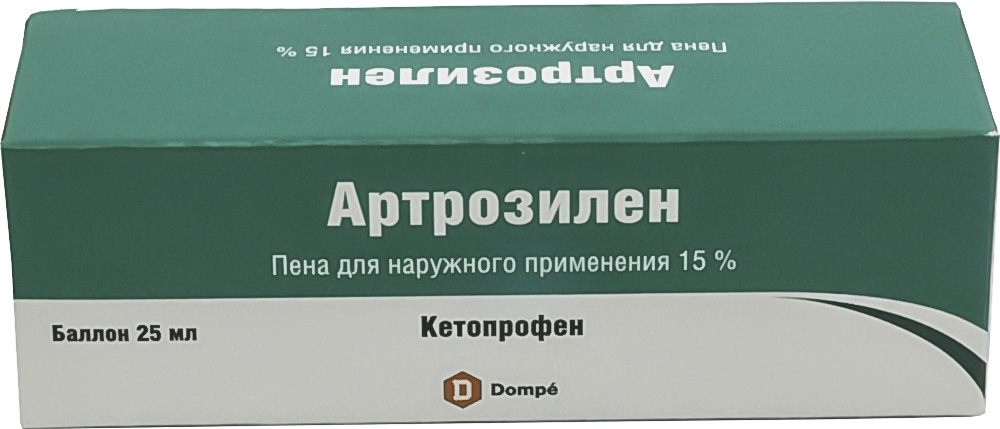 Пена для наружного применения 15 %
Артрозилен
Артрозилен
Пена для наружного применения 15 %
Баллон 25 мл
Кетопрофен
D Dompé